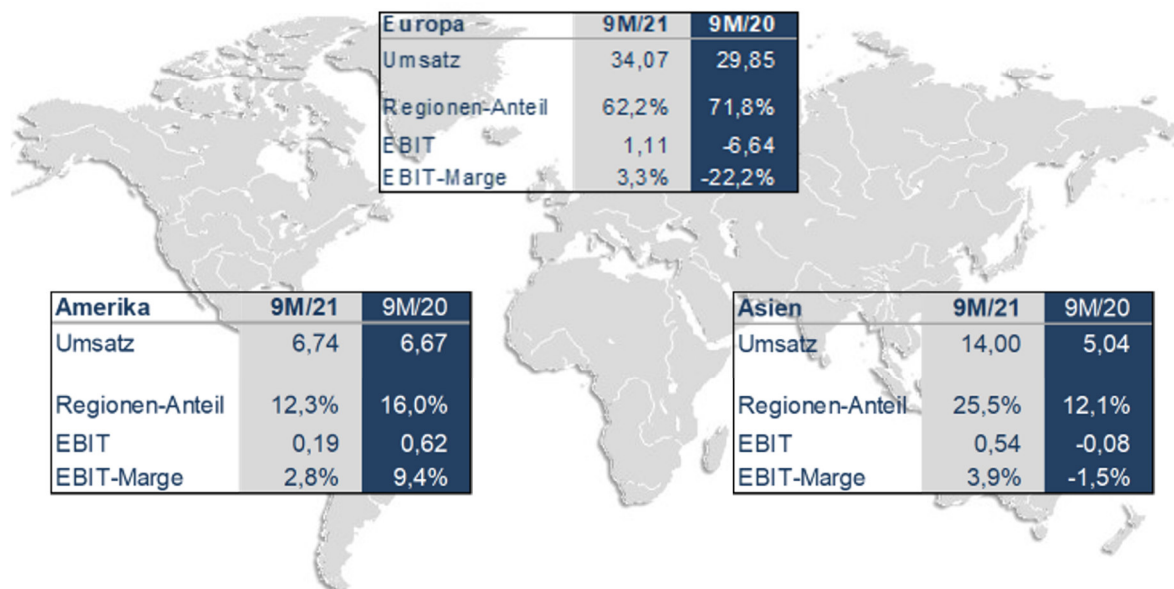 Europa 9M/21 9M/20
Umsatz 34,07 29,85
Regionen-Anteil 62,2% 71,8%
EBIT 1,11 -6,64
EBIT-Marge 3,3% -22,2%
Amerika 9M/21 9M/20
Umsatz 6,74 6,67
Regionen-Anteil 12,3% 16,0%
EBIT 0,19 0,62
EBIT-Marge 2,8% 9,4%
Asien 9M/21 9M/20
Umsatz 14,00 5,04
Regionen-Anteil 25,5% 12,1%
EBIT 0,54 -0,08
EBIT-Marge 3,9% -1,5%